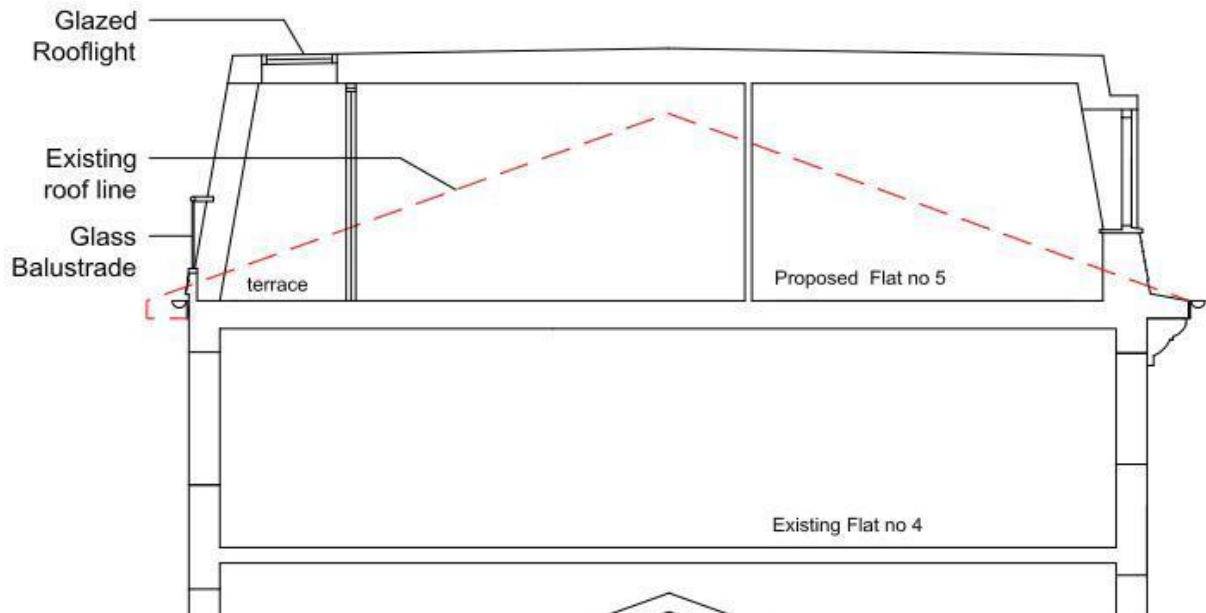 Glazed
Rooflight
Existing
roof line
Glass
Balustrade
terrace
Proposed Flat no 5
Existing Flat no 4